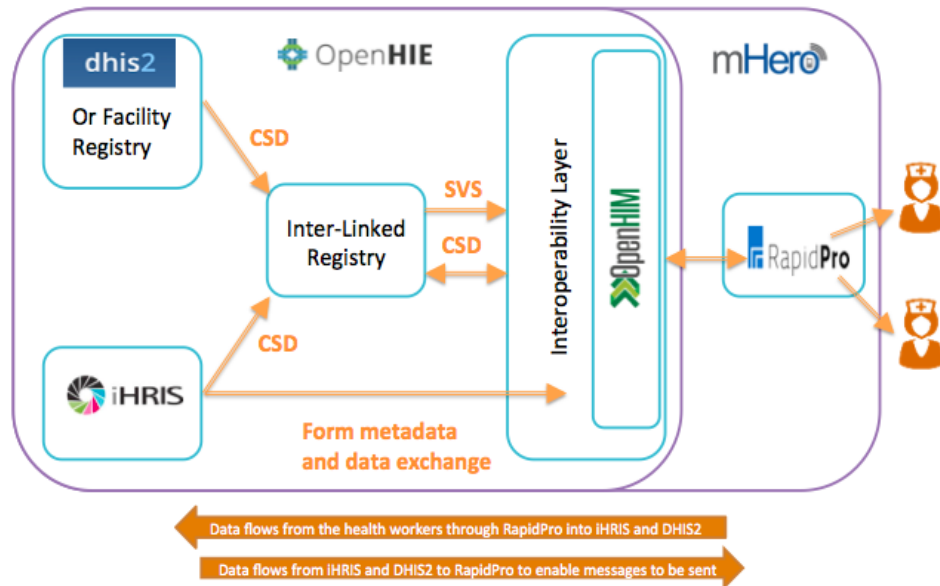 dhis2
Or Facility
Registry
OpenHIE
mHero
CSD
SVS
Inter-Linked
Registry
CSD
Interoperability Layer
OpenHIM
RapidPro
CSD
iHRIS
Form metadata
and data exchange
Data flows from the health workers through RapidPro into iHRIS and DHIS2
Data flows from iHRIS and DHIS2 to RapidPro to enable messages to be sent